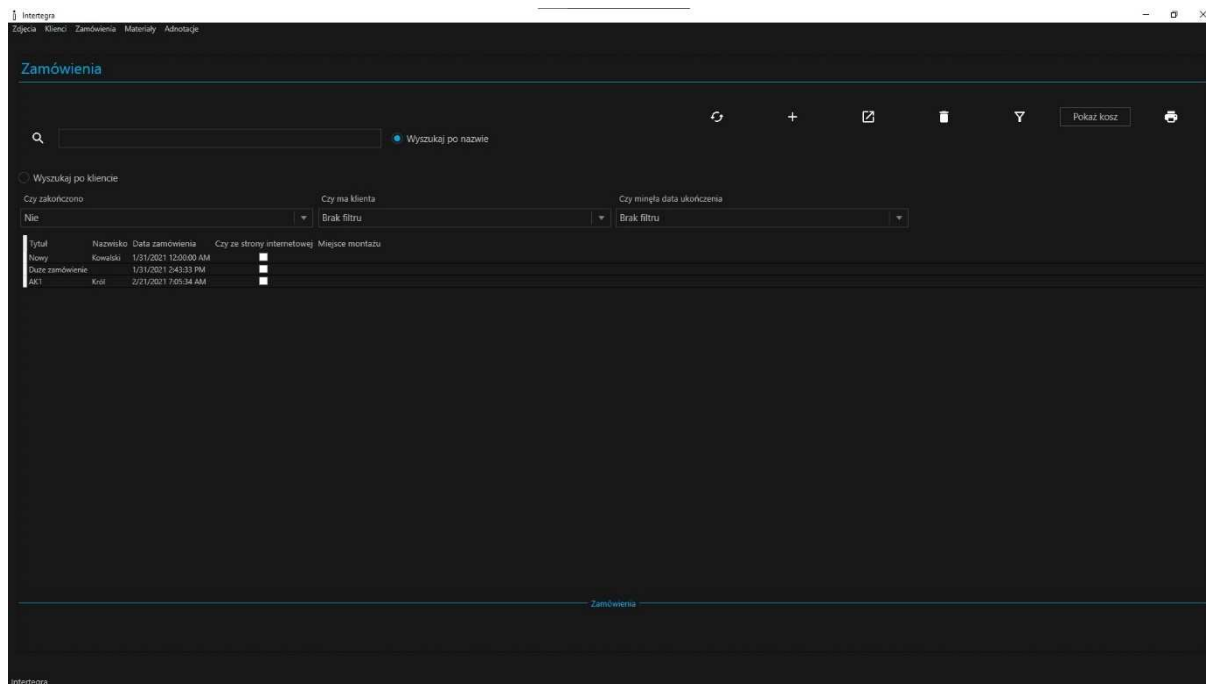 Intertegra
Zdjęcia Klienci Zamówienia Materiały Adnotacje
Zamówienia
Pokaż kosz
Wyszukaj po nazwie
Wyszukaj po kliencie
Czy zakończono Czy ma klienta Czy minęła data ukończenia
Nie Brak filtru Brak filtru
Tytuł Nazwisko Data zamówienia Czy ze strony internetowej Miejsce montażu
Nowy Kowalski 1/31/2021 12:00:00 AM
Duże zamówienie 1/31/2021 2:43:33 PM
AK1 Król 2/21/2021 7:05:34 AM
Zamówienia
Intertegra